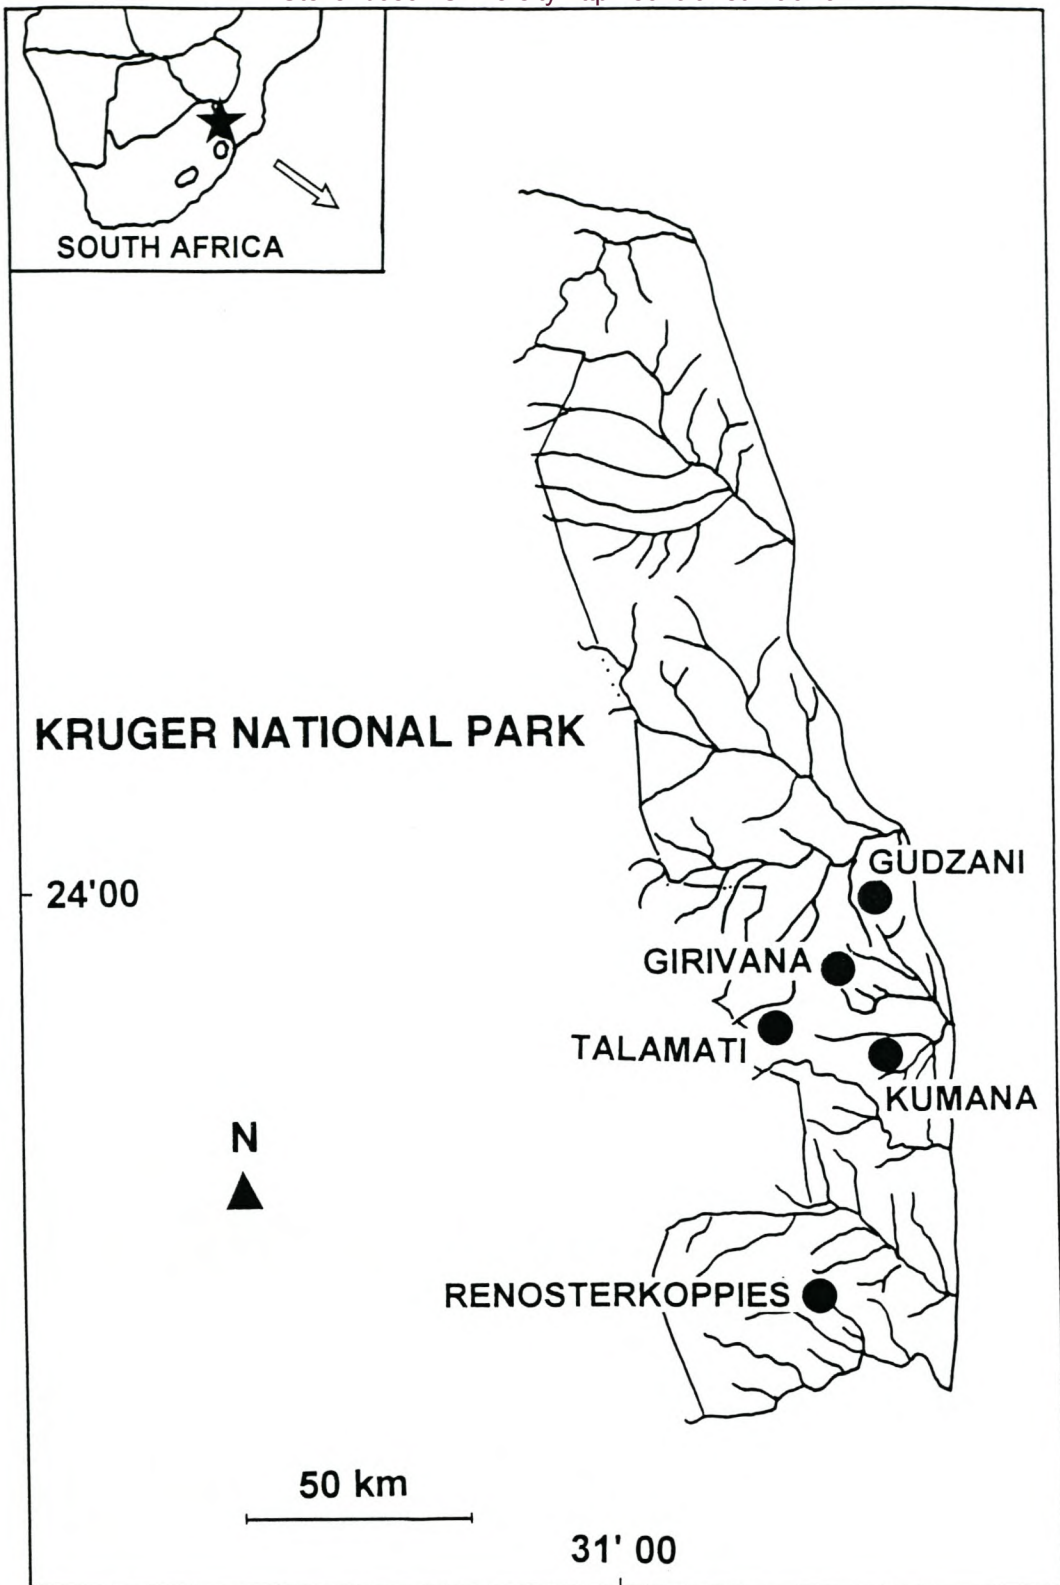 SOUTH AFRICA
KRUGER NATIONAL PARK
GUDZANI
24'00
GIRIVANA
TALAMATI
KUMANA
N
RENOSTERKOPPIES
50 km
31' 00